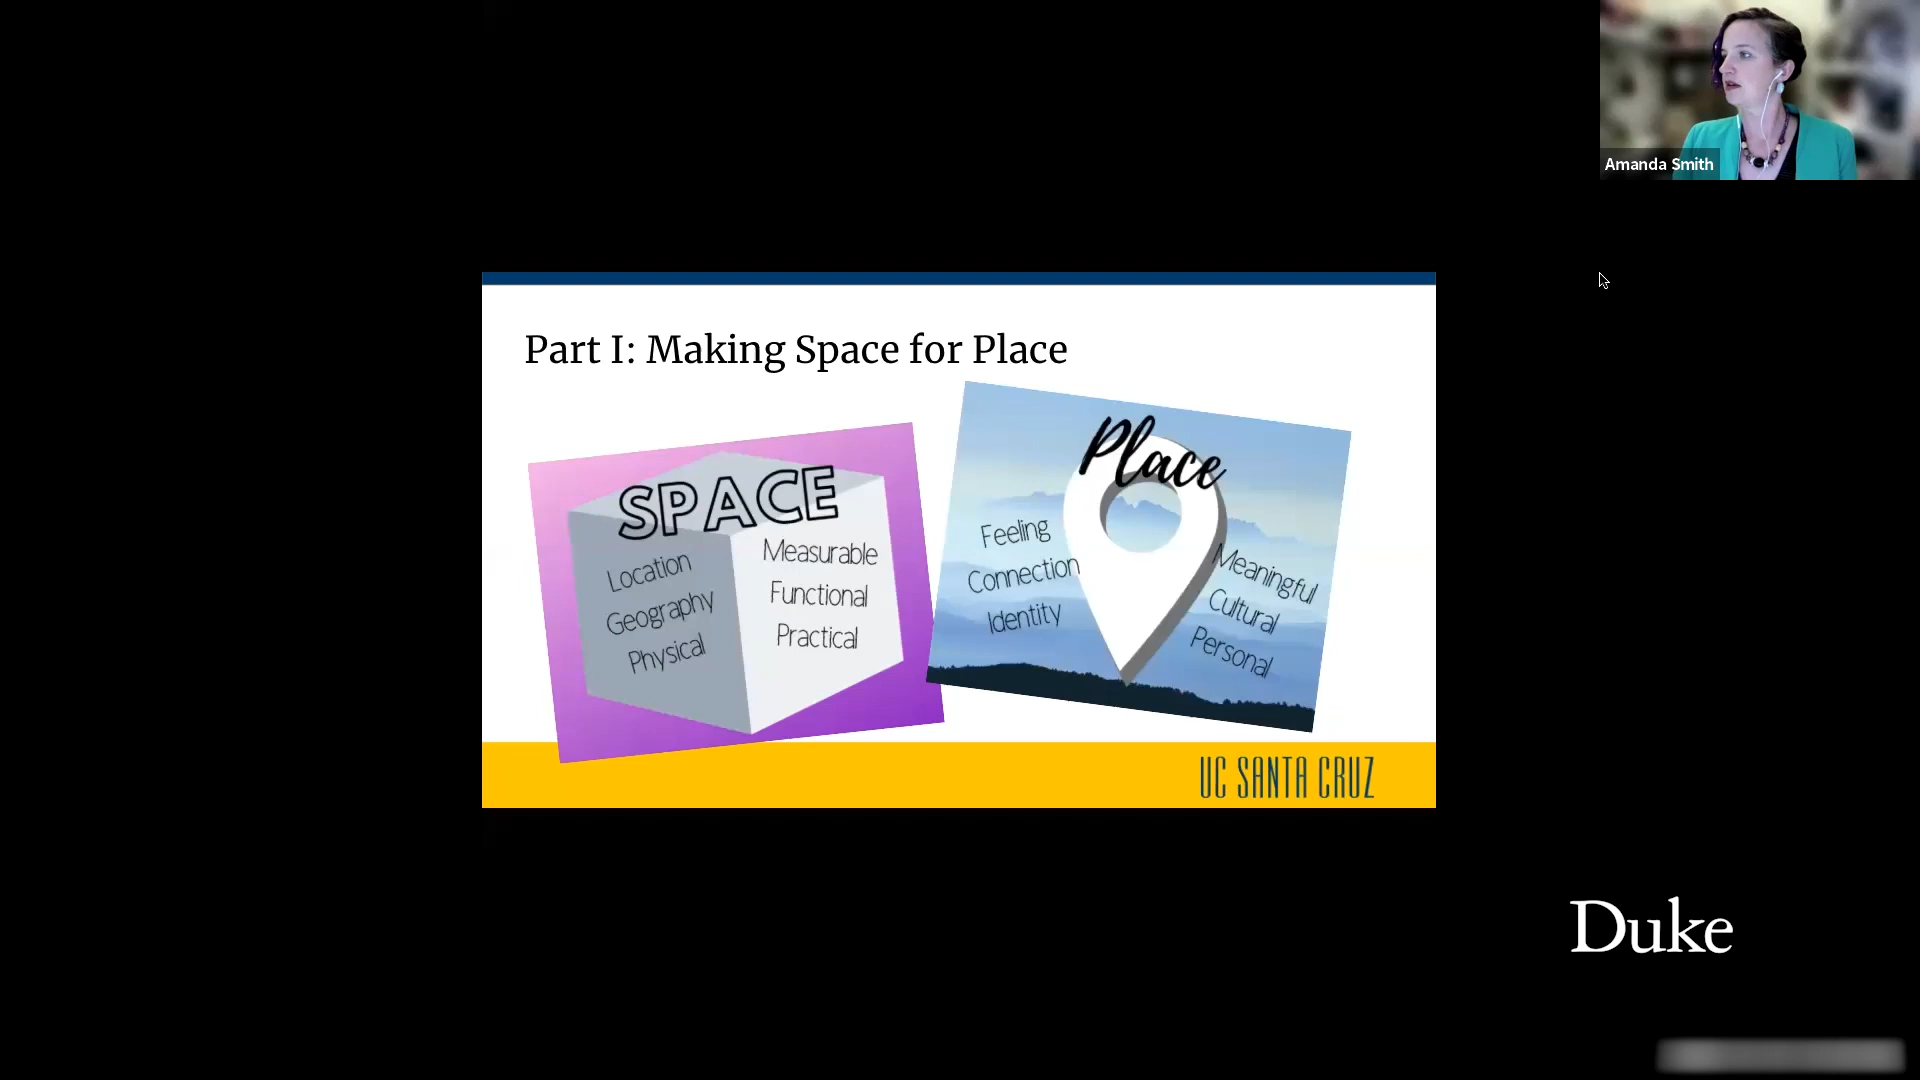 Amanda Smith
Part I: Making Space for Place
SPACE
Location
Geography
Physical
Measurable
Functional
Practical
Place
Feeling
Connection
Identity
Meaningful
Cultural
Personal
UC SANTA CRUZ
Duke